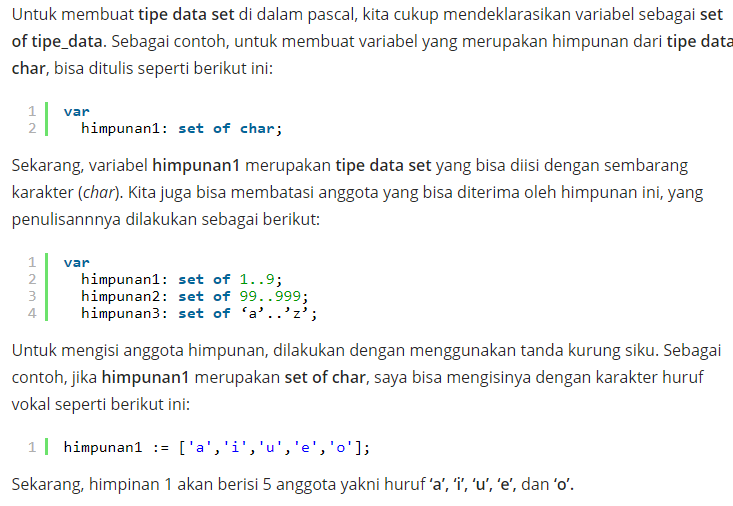 Untuk membuat tipe data set di dalam pascal, kita cukup mendeklarasikan variabel sebagai set
of tipe_data. Sebagai contoh, untuk membuat variabel yang merupakan himpunan dari tipe data
char, bisa ditulis seperti berikut ini:
1 var
2 himpunan1: set of char;
Sekarang, variabel himpunan1 merupakan tipe data set yang bisa diisi dengan sembarang
karakter (char). Kita juga bisa membatasi anggota yang bisa diterima oleh himpunan ini, yang
penulisannnya dilakukan sebagai berikut:
1 var
2 himpunan1: set of 1..9;
3 himpunan2: set of 99..999;
4 himpunan3: set of ‘a’..’z’;
Untuk mengisi anggota himpunan, dilakukan dengan menggunakan tanda kurung siku. Sebagai
contoh, jika himpunan1 merupakan set of char, saya bisa mengisinya dengan karakter huruf
vokal seperti berikut ini:
1 himpunan1 := ['a','i','u','e','o'];
Sekarang, himpinan 1 akan berisi 5 anggota yakni huruf ‘a’, ‘i’, ‘u’, ‘e’, dan ‘o’.